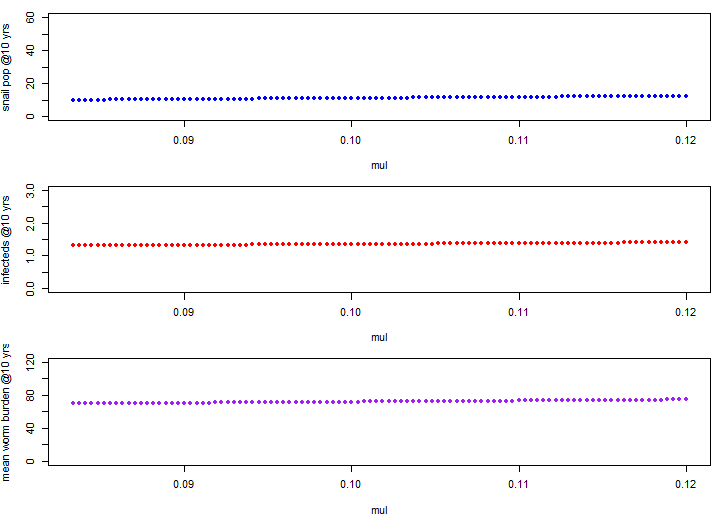 snail pop @10 yrs
60
40
20
0
0.09 0.10 0.11 0.12
mul
infecteds @10 yrs
3.0
2.0
1.0
0.0
0.09 0.10 0.11 0.12
mul
mean worm burden @10 yrs
120
80
40
0
0.09 0.10 0.11 0.12
mul